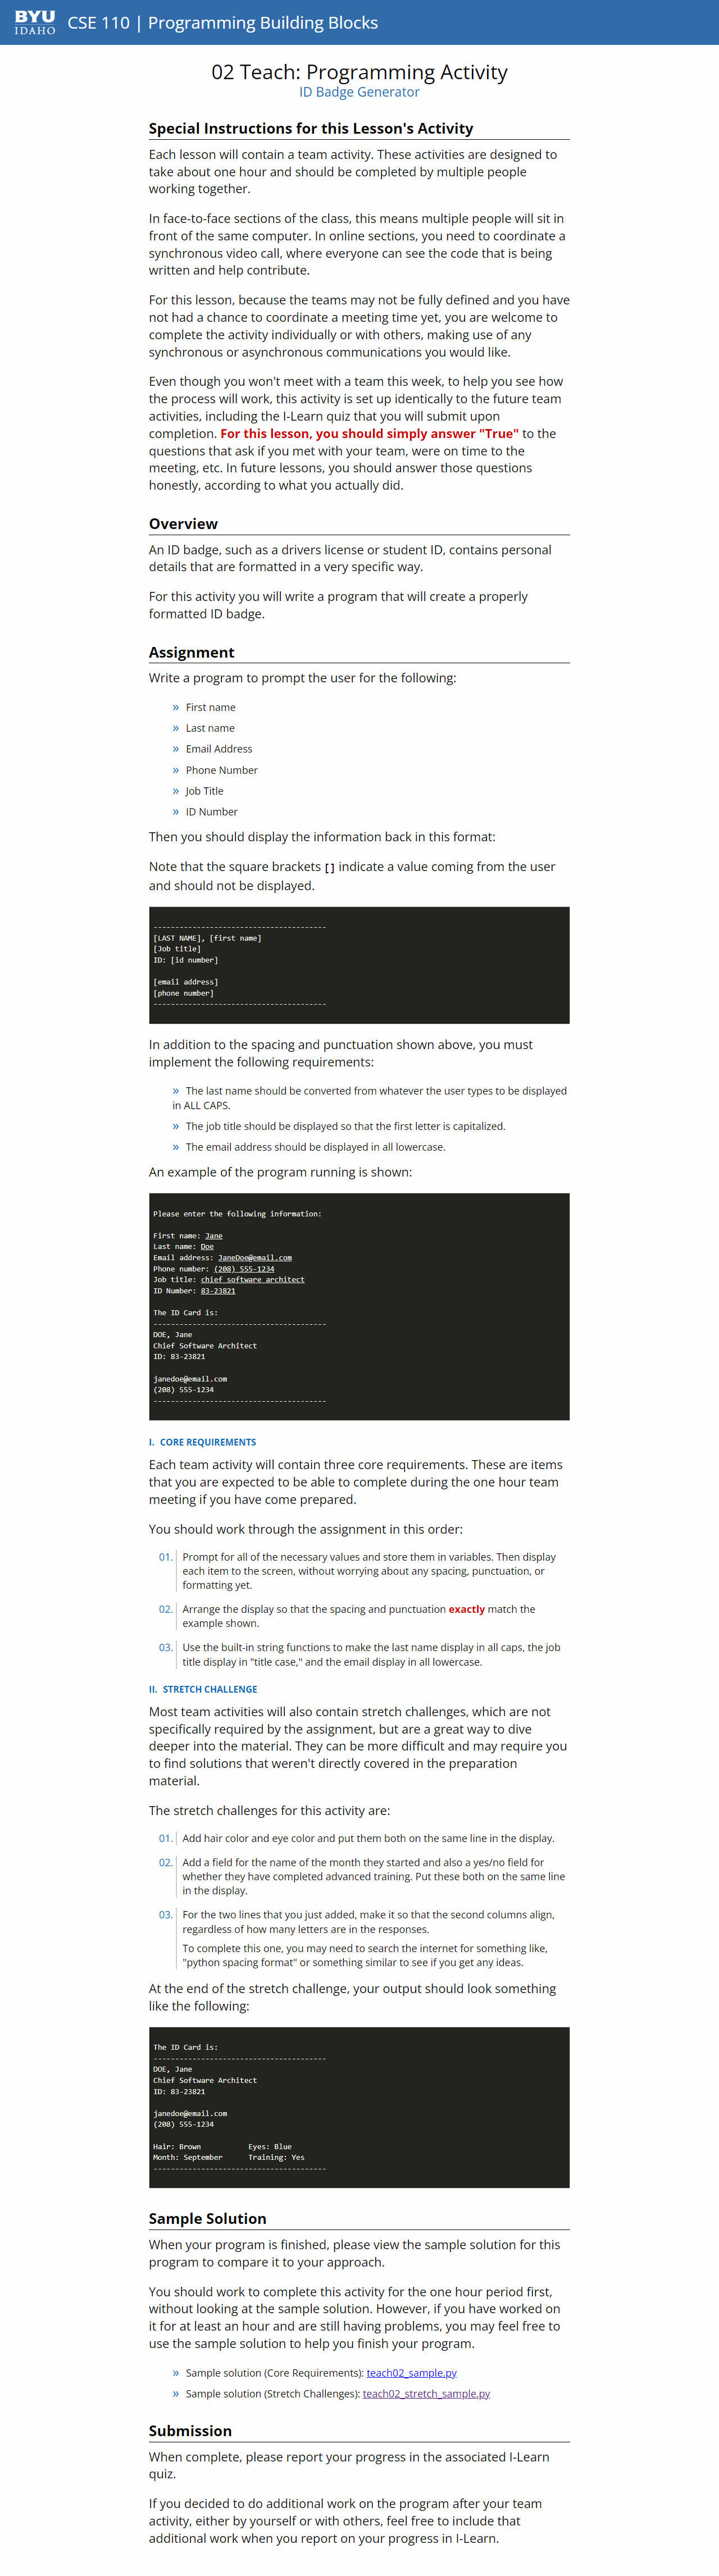 BYU
IDAHO
CSE 110 | Programming Building Blocks
02 Teach: Programming Activity
ID Badge Generator
Special Instructions for this Lesson's Activity
Each lesson will contain a team activity. These activities are designed to
take about one hour and should be completed by multiple people
working together.
In face-to-face sections of the class, this means multiple people will sit in
front of the same computer. In online sections, you need to coordinate a
synchronous video call, where everyone can see the code that is being
written and help contribute.
For this lesson, because the teams may not be fully defined and you have
not had a chance to coordinate a meeting time yet, you are welcome to
complete the activity individually or with others, making use of any
synchronous or asynchronous communications you would like.
Even though you won't meet with a team this week, to help you see how
the process will work, this activity is set up identically to the future team
activities, including the I-Learn quiz that you will submit upon
completion. For this lesson, you should simply answer "True" to the
questions that ask if you met with your team, were on time to the
meeting, etc. In future lessons, you should answer those questions
honestly, according to what you actually did.
Overview
An ID badge, such as a drivers license or student ID, contains personal
details that are formatted in a very specific way.
For this activity you will write a program that will create a properly
formatted ID badge.
Assignment
Write a program to prompt the user for the following:
» First name
» Last name
» Email Address
» Phone Number
» Job Title
» ID Number
Then you should display the information back in this format:
Note that the square brackets [] indicate a value coming from the user
and should not be displayed.
----------------------------------------
[LAST NAME], [first name]
[Job title]
ID: [id number]
[email address]
[phone number]
----------------------------------------
In addition to the spacing and punctuation shown above, you must
implement the following requirements:
» The last name should be converted from whatever the user types to be displayed
in ALL CAPS.
» The job title should be displayed so that the first letter is capitalized.
» The email address should be displayed in all lowercase.
An example of the program running is shown:
Please enter the following information:
First name: Jane
Last name: Doe
Email address: JaneDoe@email.com
Phone number: (208) 555-1234
Job title: chief software architect
ID Number: 83-23821
The ID Card is:
----------------------------------------
DOE, Jane
Chief Software Architect
ID: 83-23821
janedoe@email.com
(208) 555-1234
----------------------------------------
I. CORE REQUIREMENTS
Each team activity will contain three core requirements. These are items
that you are expected to be able to complete during the one hour team
meeting if you have come prepared.
You should work through the assignment in this order:
01. Prompt for all of the necessary values and store them in variables. Then display
each item to the screen, without worrying about any spacing, punctuation, or
formatting yet.
02. Arrange the display so that the spacing and punctuation exactly match the
example shown.
03. Use the built-in string functions to make the last name display in all caps, the job
title display in "title case," and the email display in all lowercase.
II. STRETCH CHALLENGE
Most team activities will also contain stretch challenges, which are not
specifically required by the assignment, but are a great way to dive
deeper into the material. They can be more difficult and may require you
to find solutions that weren't directly covered in the preparation
material.
The stretch challenges for this activity are:
01. Add hair color and eye color and put them both on the same line in the display.
02. Add a field for the name of the month they started and also a yes/no field for
whether they have completed advanced training. Put these both on the same line
in the display.
03. For the two lines that you just added, make it so that the second columns align,
regardless of how many letters are in the responses.
To complete this one, you may need to search the internet for something like,
"python spacing format" or something similar to see if you get any ideas.
At the end of the stretch challenge, your output should look something
like the following:
The ID Card is:
----------------------------------------
DOE, Jane
Chief Software Architect
ID: 83-23821
janedoe@email.com
(208) 555-1234
Hair: Brown Eyes: Blue
Month: September Training: Yes
----------------------------------------
Sample Solution
When your program is finished, please view the sample solution for this
program to compare it to your approach.
You should work to complete this activity for the one hour period first,
without looking at the sample solution. However, if you have worked on
it for at least an hour and are still having problems, you may feel free to
use the sample solution to help you finish your program.
» Sample solution (Core Requirements): teach02_sample.py
» Sample solution (Stretch Challenges): teach02_stretch_sample.py
Submission
When complete, please report your progress in the associated I-Learn
quiz.
If you decided to do additional work on the program after your team
activity, either by yourself or with others, feel free to include that
additional work when you report on your progress in I-Learn.